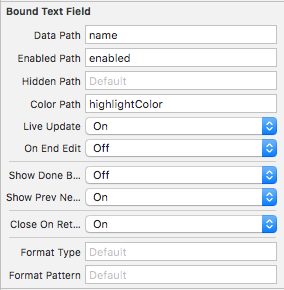 Bound Text Field
Data Path name
Enabled Path enabled
Hidden Path Default
Color Path highlightColor
Live Update On
On End Edit Off
Show Done B... Off
Show Prev Ne... On
Close On Ret... On
Format Type Default
Format Pattern Default